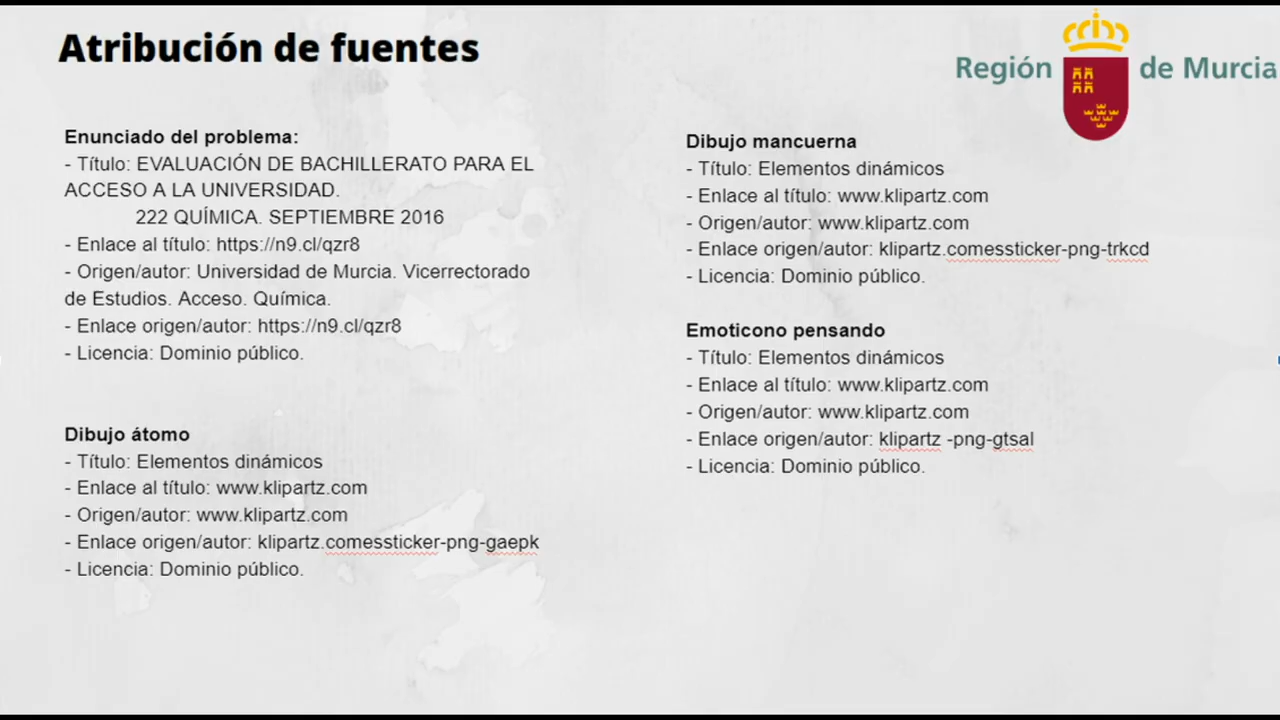 Atribución de fuentes
Región de Murcia
Enunciado del problema:
- Título: EVALUACIÓN DE BACHILLERATO PARA EL
ACCESO A LA UNIVERSIDAD.
222 QUÍMICA. SEPTIEMBRE 2016
- Enlace al título: https://n9.cl/qzr8
- Origen/autor: Universidad de Murcia. Vicerrectorado
de Estudios. Acceso. Química.
- Enlace origen/autor: https://n9.cl/qzr8
- Licencia: Dominio público.
Dibujo átomo
- Título: Elementos dinámicos
- Enlace al título: www.klipartz.com
- Origen/autor: www.klipartz.com
- Enlace origen/autor: klipartz.comessticker-png-gaepk
- Licencia: Dominio público.
Dibujo mancuerna
- Título: Elementos dinámicos
- Enlace al título: www.klipartz.com
- Origen/autor: www.klipartz.com
- Enlace origen/autor: klipartz.comessticker-png-trkcd
- Licencia: Dominio público.
Emoticono pensando
- Título: Elementos dinámicos
- Enlace al título: www.klipartz.com
- Origen/autor: www.klipartz.com
- Enlace origen/autor: klipartz -png-gtsal
- Licencia: Dominio público.